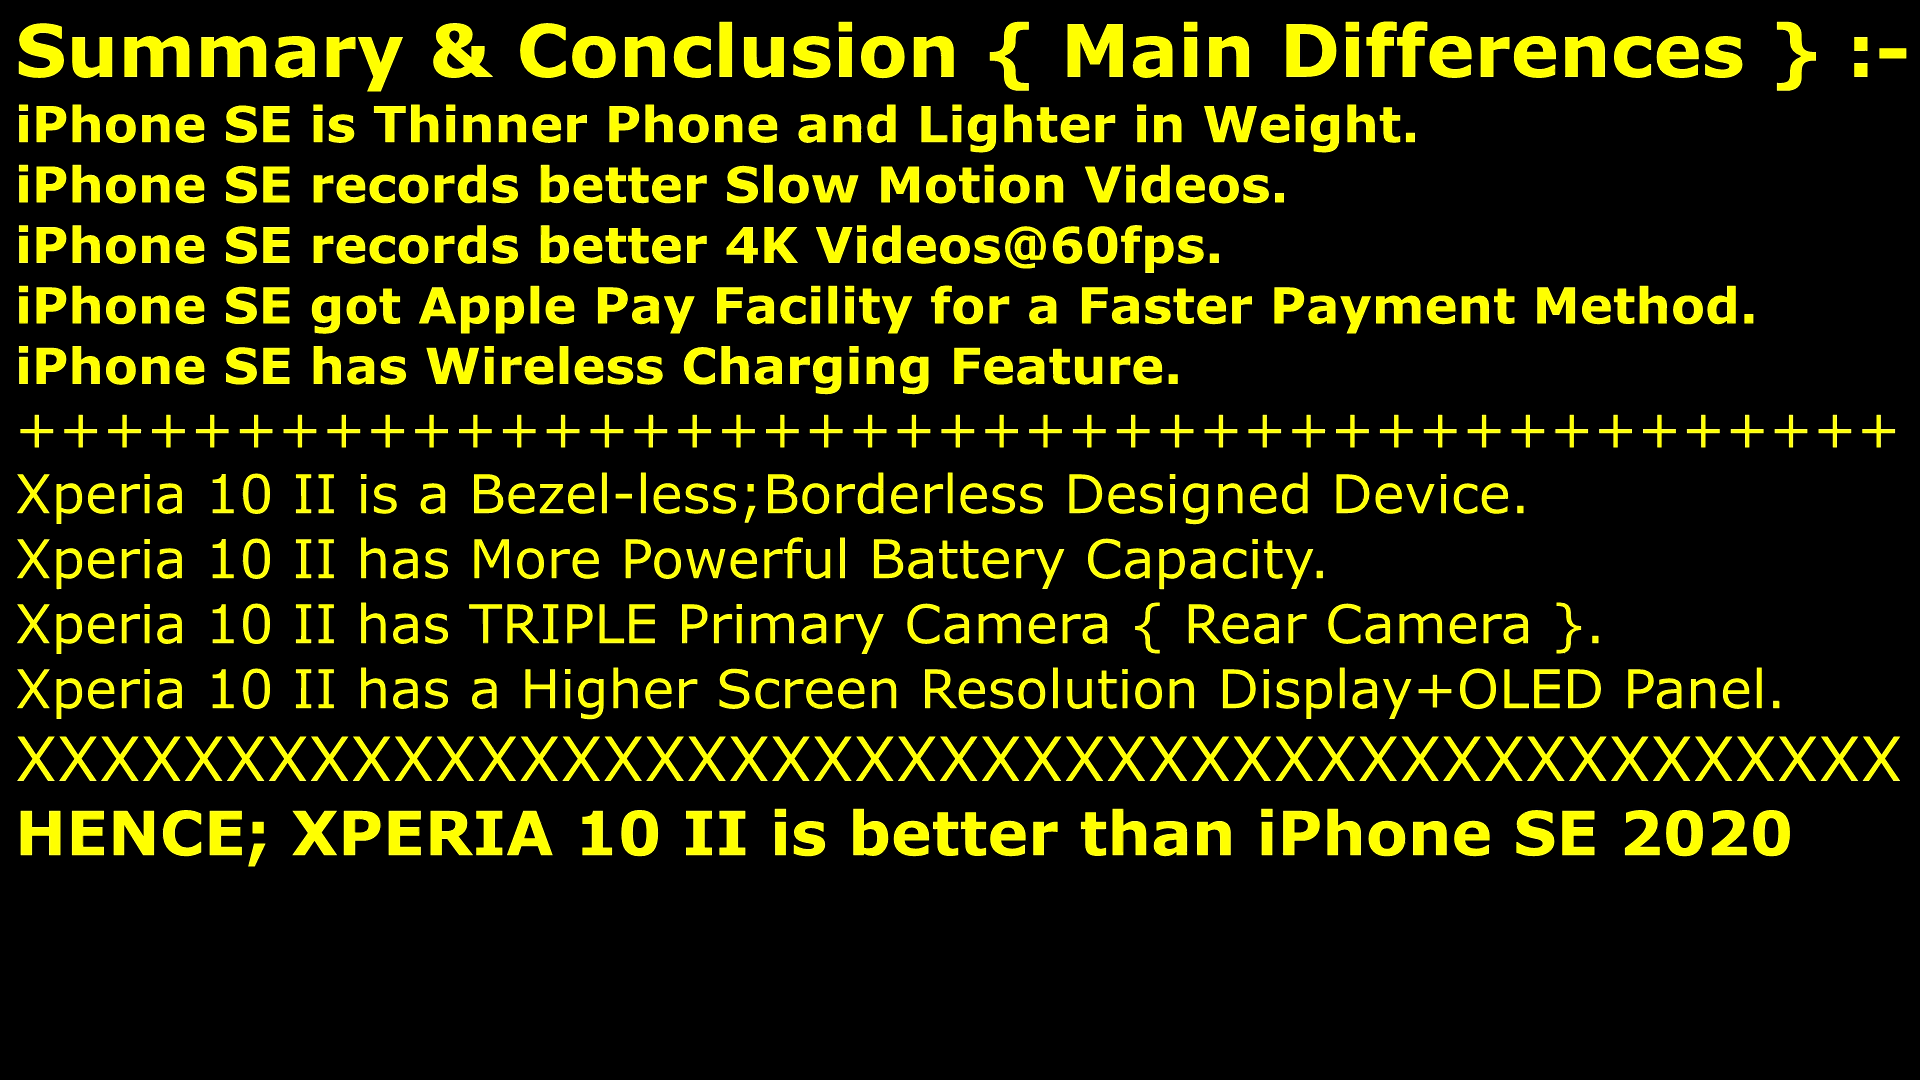 Summary & Conclusion { Main Differences } :-
iPhone SE is Thinner Phone and Lighter in Weight.
iPhone SE records better Slow Motion Videos.
iPhone SE records better 4K Videos@60fps.
iPhone SE got Apple Pay Facility for a Faster Payment Method.
iPhone SE has Wireless Charging Feature.
+++++++++++++++++++++++++++++++++++++++++++
Xperia 10 II is a Bezel-less;Borderless Designed Device.
Xperia 10 II has More Powerful Battery Capacity.
Xperia 10 II has TRIPLE Primary Camera { Rear Camera }.
Xperia 10 II has a Higher Screen Resolution Display+OLED Panel.
XXXXXXXXXXXXXXXXXXXXXXXXXXXXXXXXXXXXXXXXXXXXX
HENCE; XPERIA 10 II is better than iPhone SE 2020